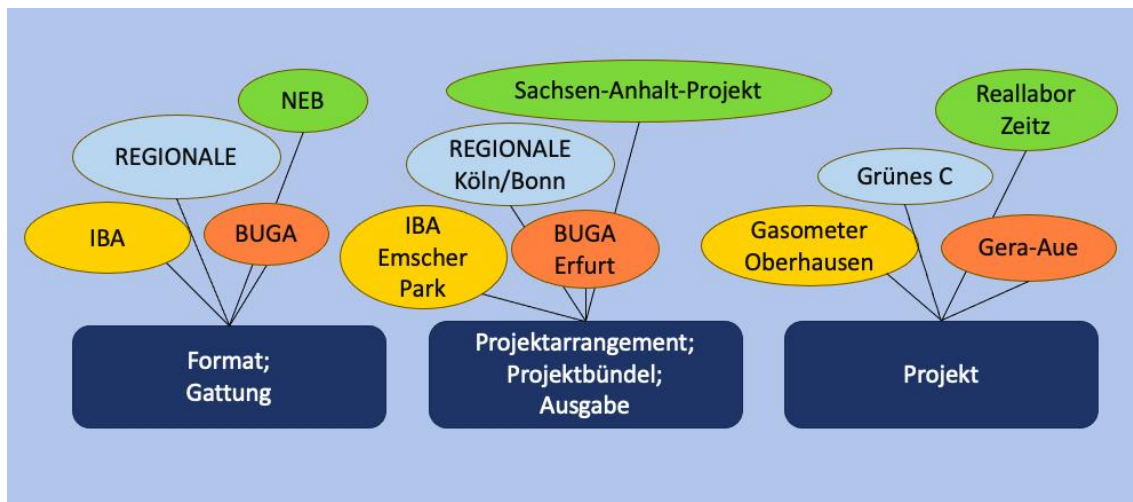 NEB
REGIONALE
IBA
BUGA
Format;
Gattung
Sachsen-Anhalt-Projekt
REGIONALE
Köln/Bonn
IBA
Emscher
Park
BUGA
Erfurt
Projektarrangement;
Projektbündel;
Ausgabe
Reallabor
Zeitz
Grünes C
Gasometer
Oberhausen
Gera-Aue
Projekt